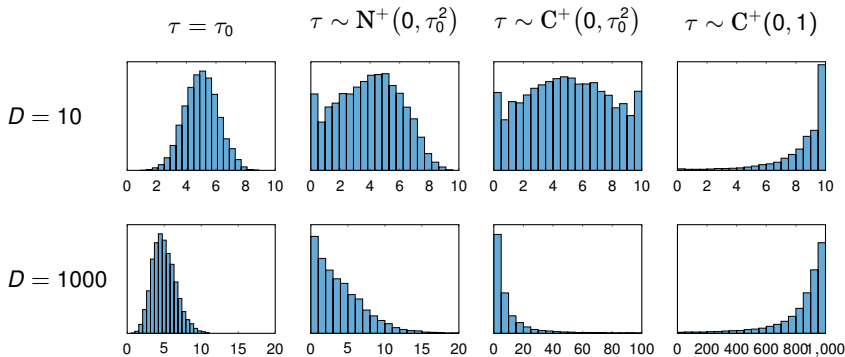 τ = τ₀ τ ∼ N⁺(0, τ₀²) τ ∼ C⁺(0, τ₀²) τ ∼ C⁺(0, 1)
D = 10
0 2 4 6 8 10 0 2 4 6 8 10 0 2 4 6 8 10 0 2 4 6 8 10
D = 1000
0 5 10 15 20 0 5 10 15 20 0 20 40 60 80 100 0 200 400 600 800 1,000